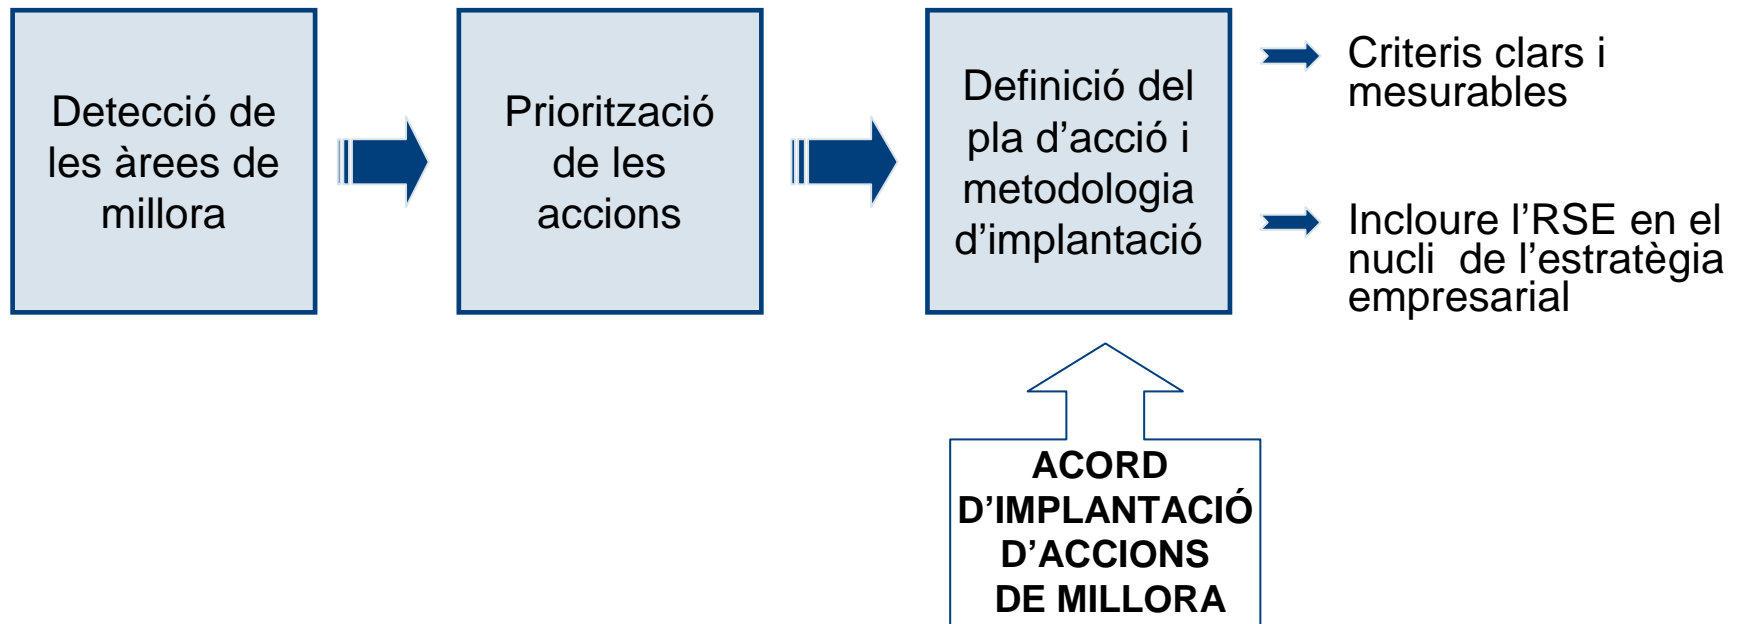 Detecció de
les àrees de
millora
Priorització
de les
accions
Definició del
pla d’acció i
metodologia
d’implantació
Criteris clars i
mesurables
Incloure l’RSE en el
nucli  de l’estratègia
empresarial
ACORD
D’IMPLANTACIÓ
D’ACCIONS
DE MILLORA